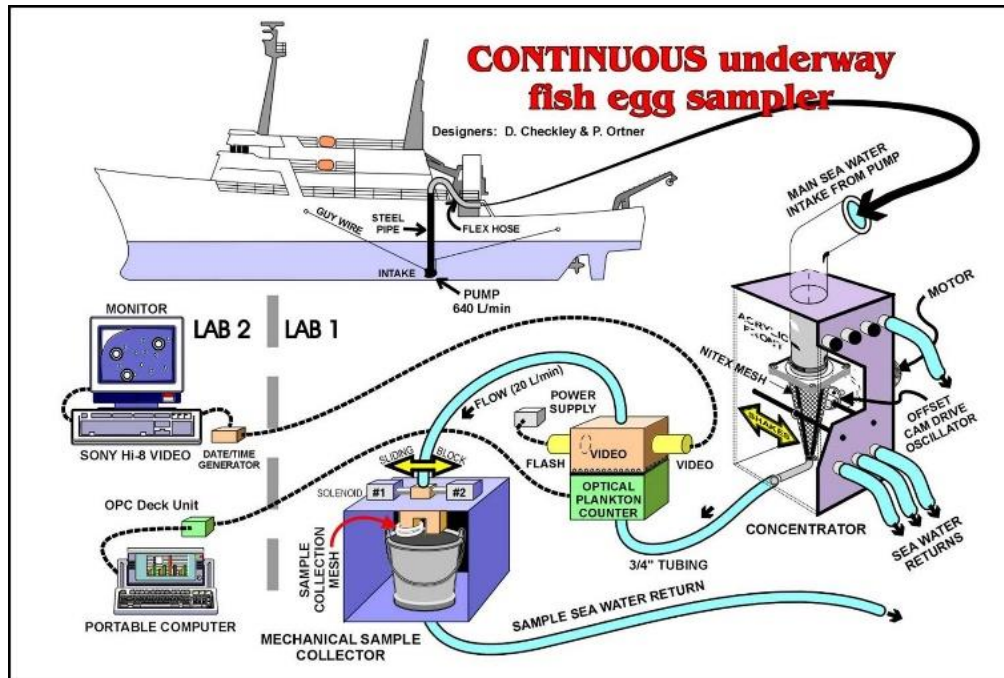 CONTINUOUS underway
fish egg sampler
Designers: D. Checkley & P. Ortner
MAIN SEA WATER
INTAKE FROM PUMP
GUY WIRE
STEEL
PIPE
FLEX HOSE
INTAKE
PUMP
640 L/min
MOTOR
MONITOR
LAB 2
LAB 1
ACRYLIC
FRONT
NITEX MESH
FLOW (20 L/min)
POWER
SUPPLY
SHAKES
OFFSET
CAM DRIVE
OSCILLATOR
SONY Hi-8 VIDEO
DATE/TIME
GENERATOR
SLIDING
BLOCK
FLASH
VIDEO
VIDEO
SOLENOID
#1
#2
OPTICAL
PLANKTON
COUNTER
OPC Deck Unit
CONCENTRATOR
SEA WATER
RETURNS
SAMPLE
COLLECTION
MESH
3/4" TUBING
PORTABLE COMPUTER
MECHANICAL SAMPLE
COLLECTOR
SAMPLE SEA WATER RETURN